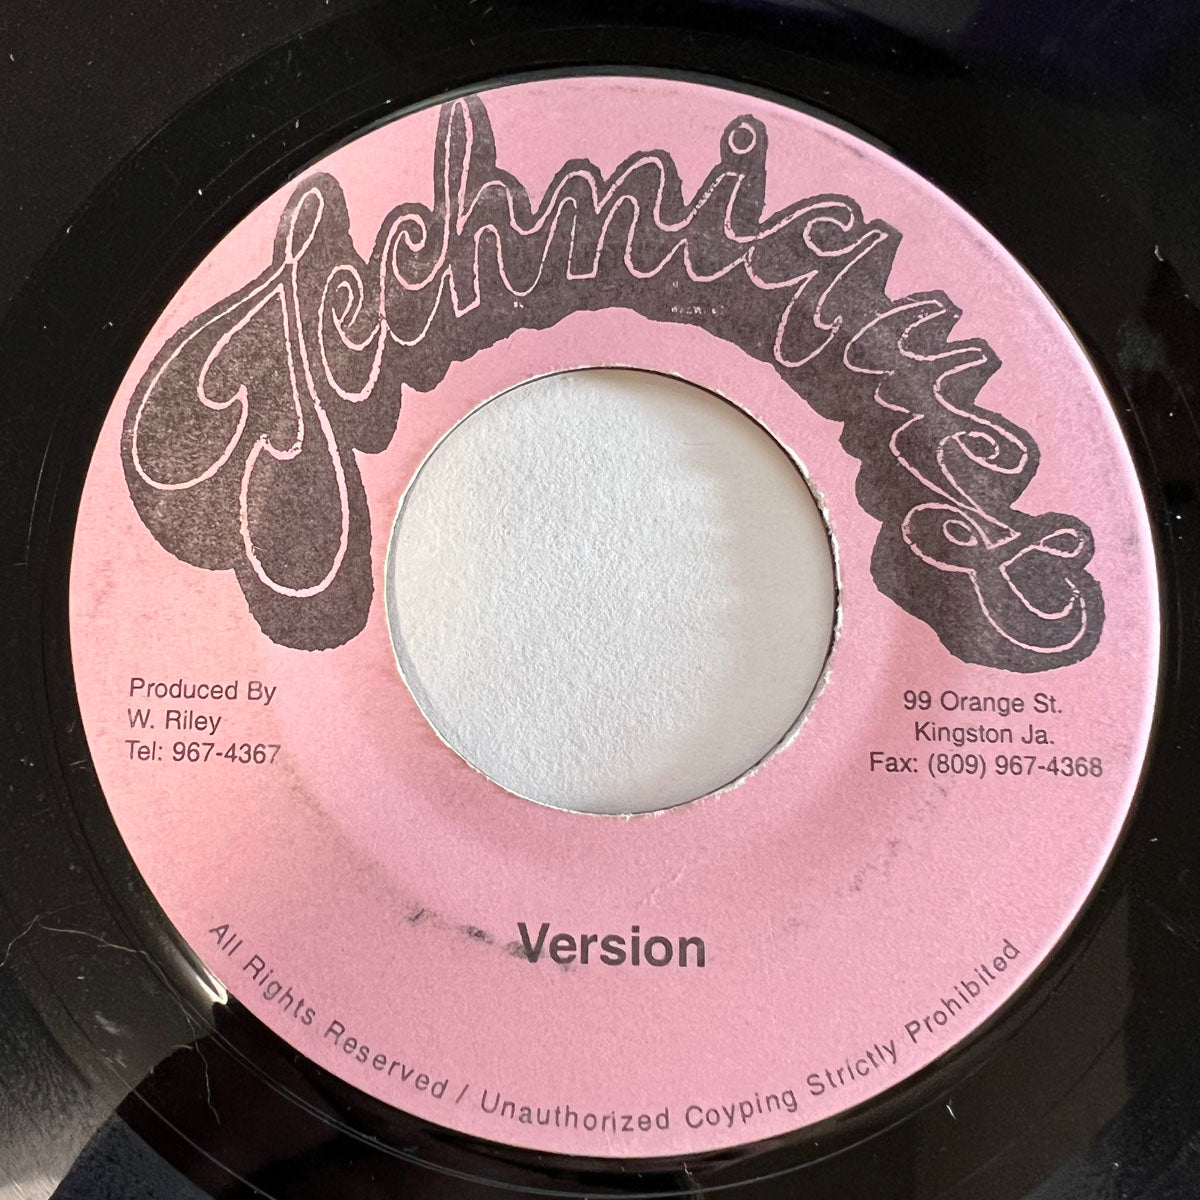 Techniques
Produced By
W. Riley
Tel: 967-4367
99 Orange St.
Kingston Ja.
Fax: (809) 967-4368
Version
All Rights Reserved / Unauthorized Coyping Strictly Prohibited